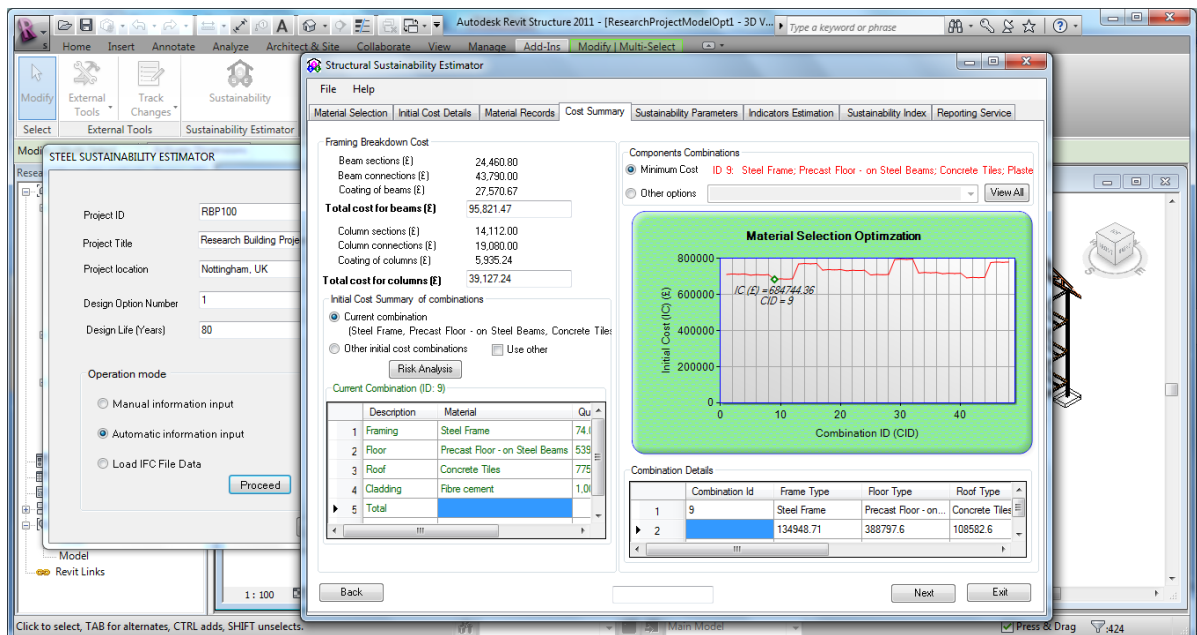 Autodesk Revit Structure 2011 - [ResearchProjectModelOpt1 - 3D V...
Type a keyword or phrase
Home Insert Annotate Analyze Architect & Site Collaborate View Manage Add-Ins Modify | Multi-Select
Modify
External Tools
Track Changes
Sustainability
Select External Tools Sustainability Estimator
Modi
Resea
STEEL SUSTAINABILITY ESTIMATOR
Project ID RBP100
Project Title Research Building Proje
Project location Nottingham, UK
Design Option Number 1
Design Life (Years) 80
Operation mode
Manual information input
Automatic information input
Load IFC File Data
Proceed
Model
Revit Links
1 : 100
Structural Sustainability Estimator
File Help
Material Selection Initial Cost Details Material Records Cost Summary Sustainability Parameters Indicators Estimation Sustainability Index Reporting Service
Framing Breakdown Cost
Beam sections (£) 24,460.80
Beam connections (£) 43,790.00
Coating of beams (£) 27,570.67
Total cost for beams (£) 95,821.47
Column sections (£) 14,112.00
Column connections (£) 19,080.00
Coating of columns (£) 5,935.24
Total cost for columns (£) 39,127.24
Initial Cost Summary of combinations
Current combination
(Steel Frame, Precast Floor - on Steel Beams, Concrete Tiles
Other initial cost combinations Use other
Risk Analysis
Current Combination (ID: 9)
Description Material Qu
1 Framing Steel Frame 74.0
2 Floor Precast Floor - on Steel Beams 539
3 Roof Concrete Tiles 775
4 Cladding Fibre cement 1,00
5 Total
Components Combinations
Minimum Cost ID 9: Steel Frame; Precast Floor - on Steel Beams; Concrete Tiles; Plaste
Other options View All
Material Selection Optimzation
Initial Cost (IC) (£)
800000
600000
400000
200000
0
IC (£) =684744.36
CID = 9
0 10 20 30 40
Combination ID (CID)
Combination Details
Combination Id Frame Type Floor Type Roof Type
1 9 Steel Frame Precast Floor - on... Concrete Tiles
2 134948.71 388797.6 108582.6
Back Next Exit
Click to select, TAB for alternates, CTRL adds, SHIFT unselects.
Main Model
Press & Drag :424